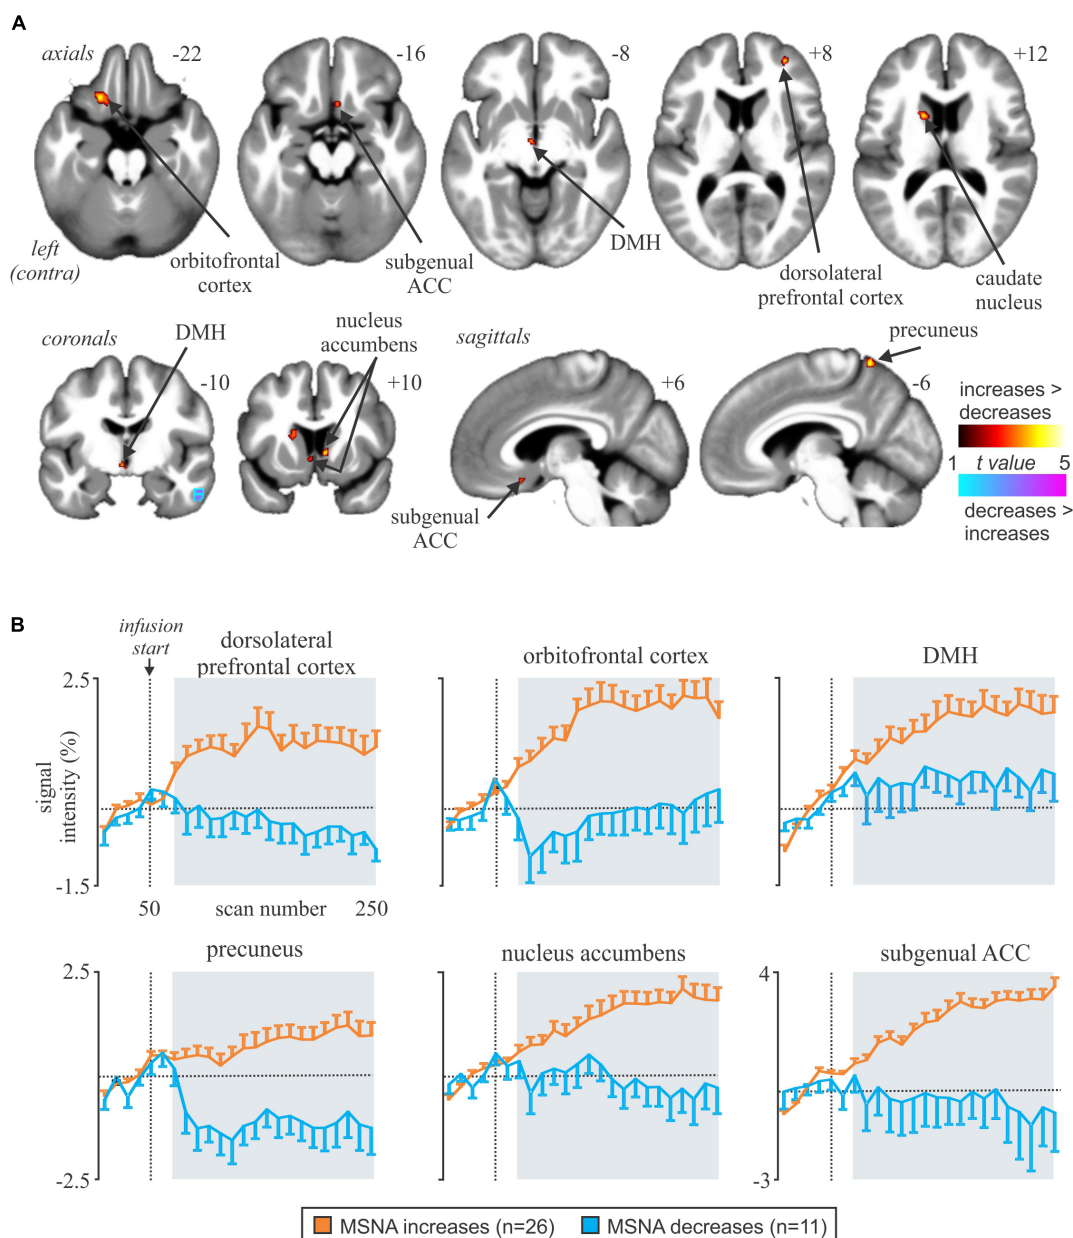 A
axials
-22
-16
-8
+8
+12
left
(contra)
orbitofrontal
cortex
subgenual
ACC
DMH
dorsolateral
prefrontal cortex
caudate
nucleus
coronals
DMH
nucleus
accumbens
sagittals
precuneus
-10
+10
+6
-6
subgenual
ACC
increases >
decreases
1 t value 5
decreases >
increases
B
infusion
start
dorsolateral
prefrontal cortex
orbitofrontal cortex
DMH
2.5
signal
intensity (%)
-1.5
50 scan number 250
precuneus
nucleus accumbens
subgenual ACC
2.5
4
-2.5
-3
MSNA increases (n=26)
MSNA decreases (n=11)